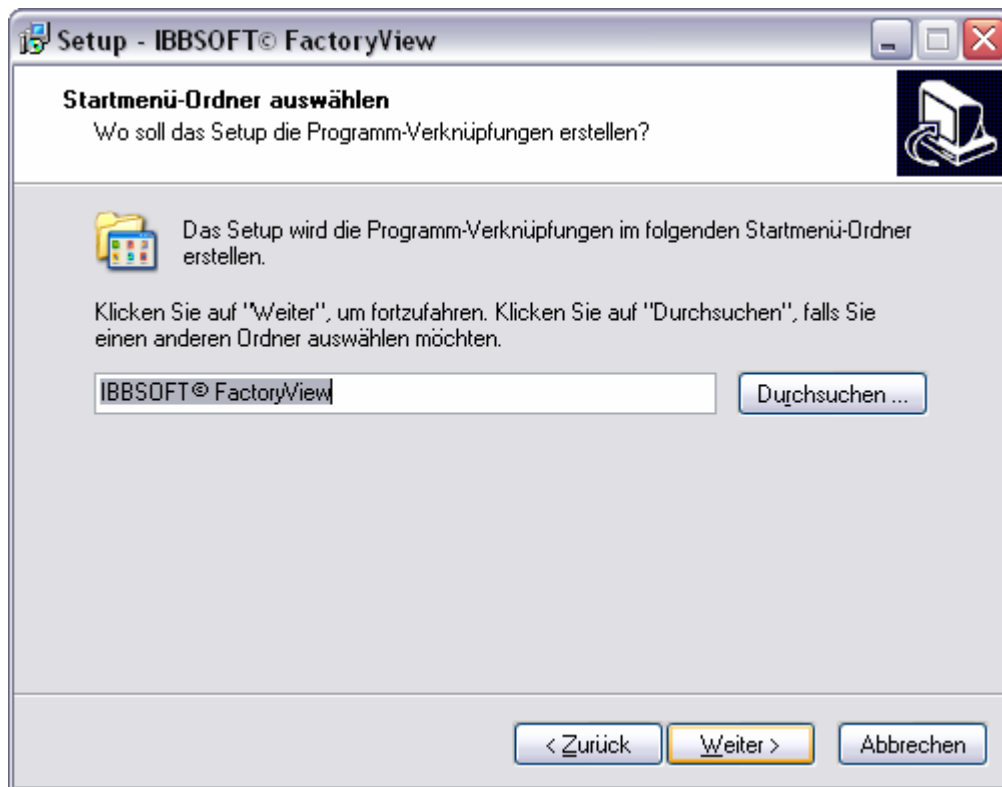 Setup - IBBSOFT© FactoryView
Startmenü-Ordner auswählen
Wo soll das Setup die Programm-Verknüpfungen erstellen?
Das Setup wird die Programm-Verknüpfungen im folgenden Startmenü-Ordner
erstellen.
Klicken Sie auf "Weiter", um fortzufahren. Klicken Sie auf "Durchsuchen", falls Sie
einen anderen Ordner auswählen möchten.
IBBSOFT© FactoryView
Durchsuchen ...
< Zurück
Weiter >
Abbrechen